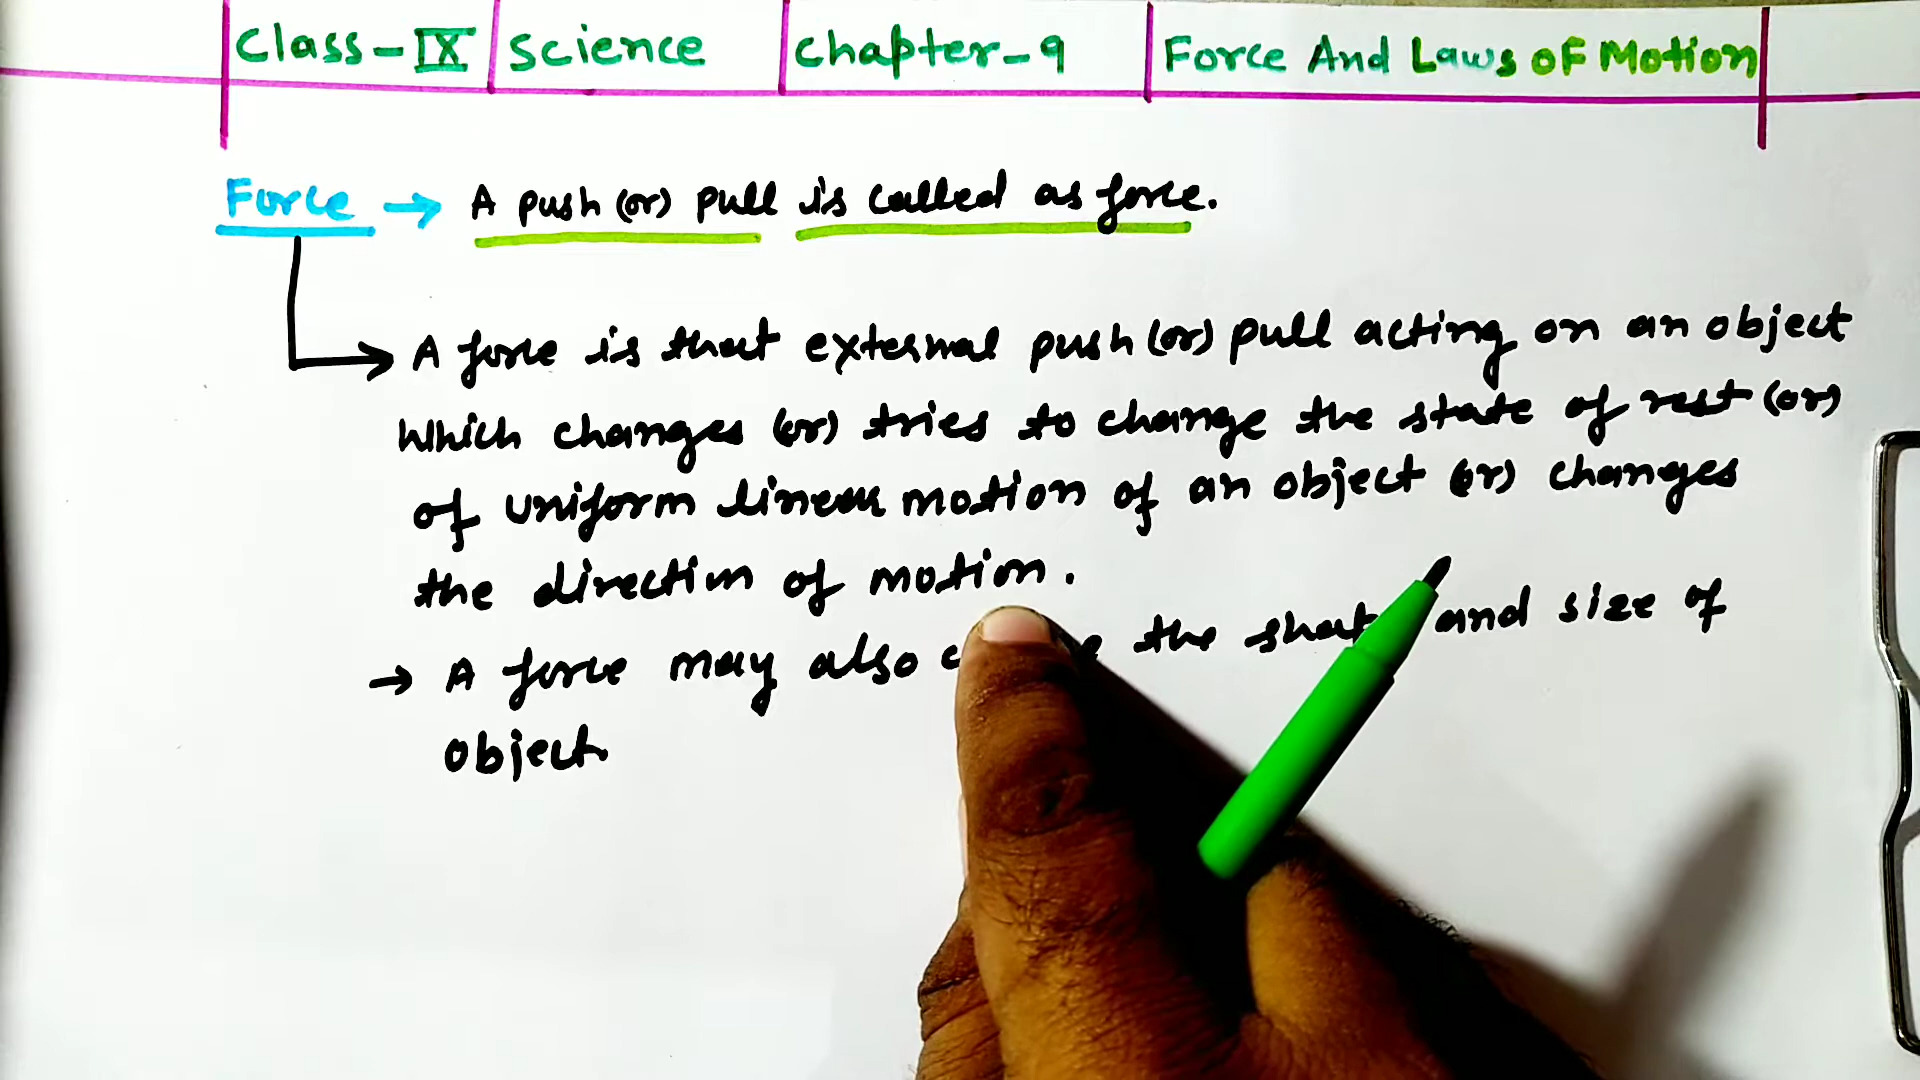 Class-IX Science Chapter-9 Force And Laws of Motion
Force → A push (or) pull is called as force.
→ A force is that external push (or) pull acting on an object
which changes (or) tries to change the state of rest (or)
of uniform linear motion of an object (or) changes
the direction of motion.
→ A force may also the and size of
object.